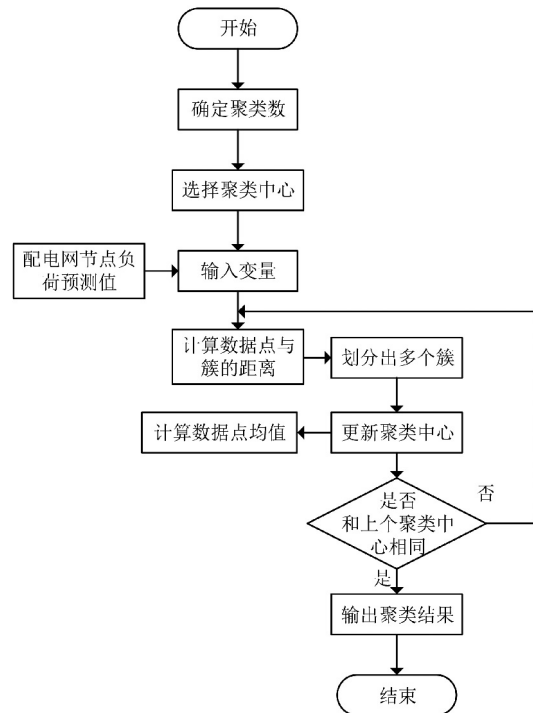 开始
确定聚类数
选择聚类中心
配电网节点负
荷预测值
输入变量
计算数据点与
簇的距离
划分出多个簇
计算数据点均值
更新聚类中心
是否
和上个聚类中
心相同
否
是
输出聚类结果
结束